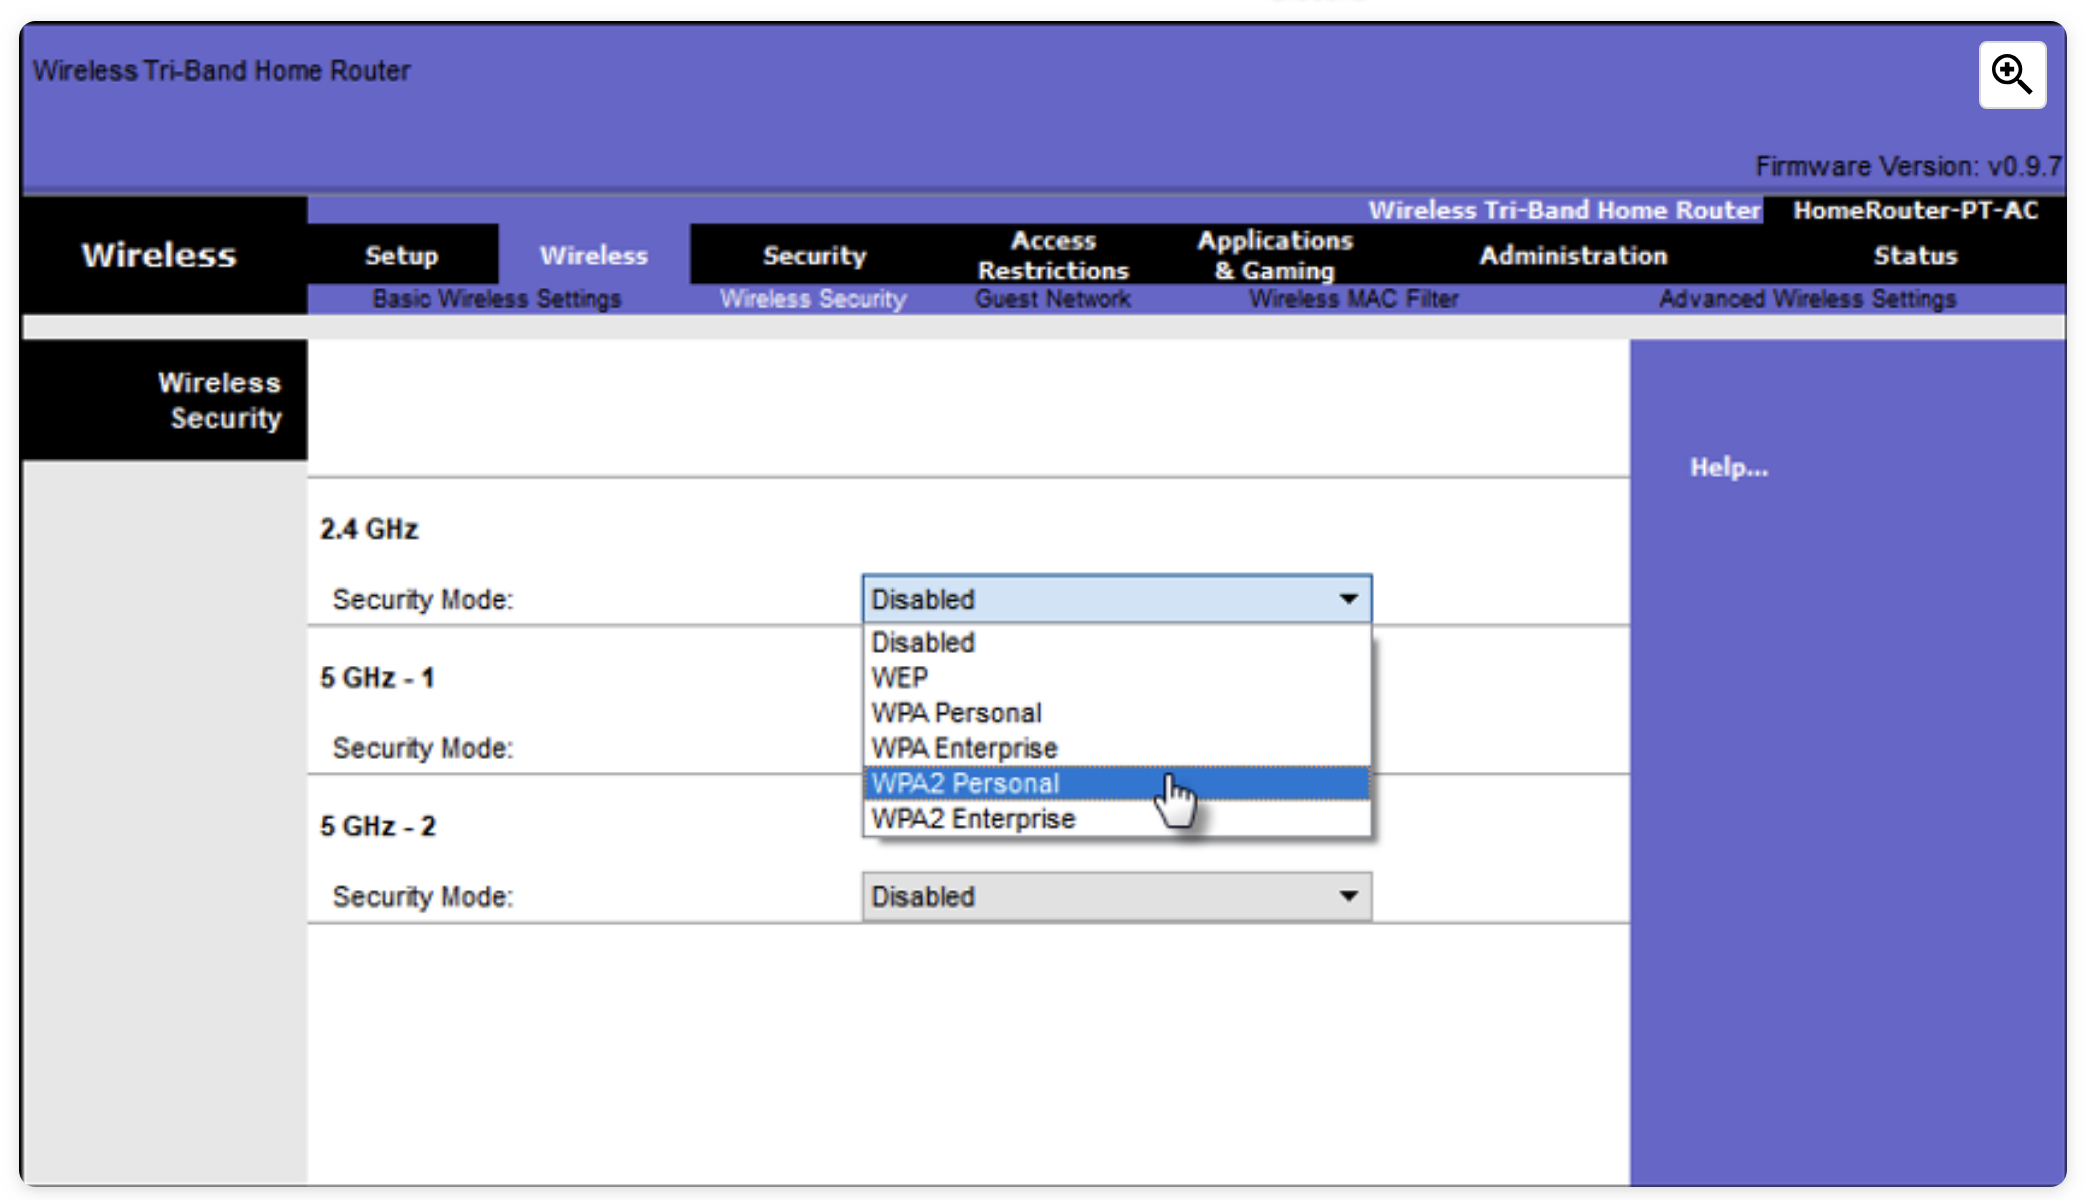 Wireless Tri-Band Home Router
Firmware Version: v0.9.7
Wireless Tri-Band Home Router HomeRouter-PT-AC
Wireless
Setup Wireless Security Access Restrictions Applications & Gaming Administration Status
Basic Wireless Settings Wireless Security Guest Network Wireless MAC Filter Advanced Wireless Settings
Wireless
Security
Help...
2.4 GHz
Security Mode: Disabled
Disabled
WEP
WPA Personal
WPA Enterprise
WPA2 Personal
WPA2 Enterprise
5 GHz - 1
Security Mode:
5 GHz - 2
Security Mode: Disabled